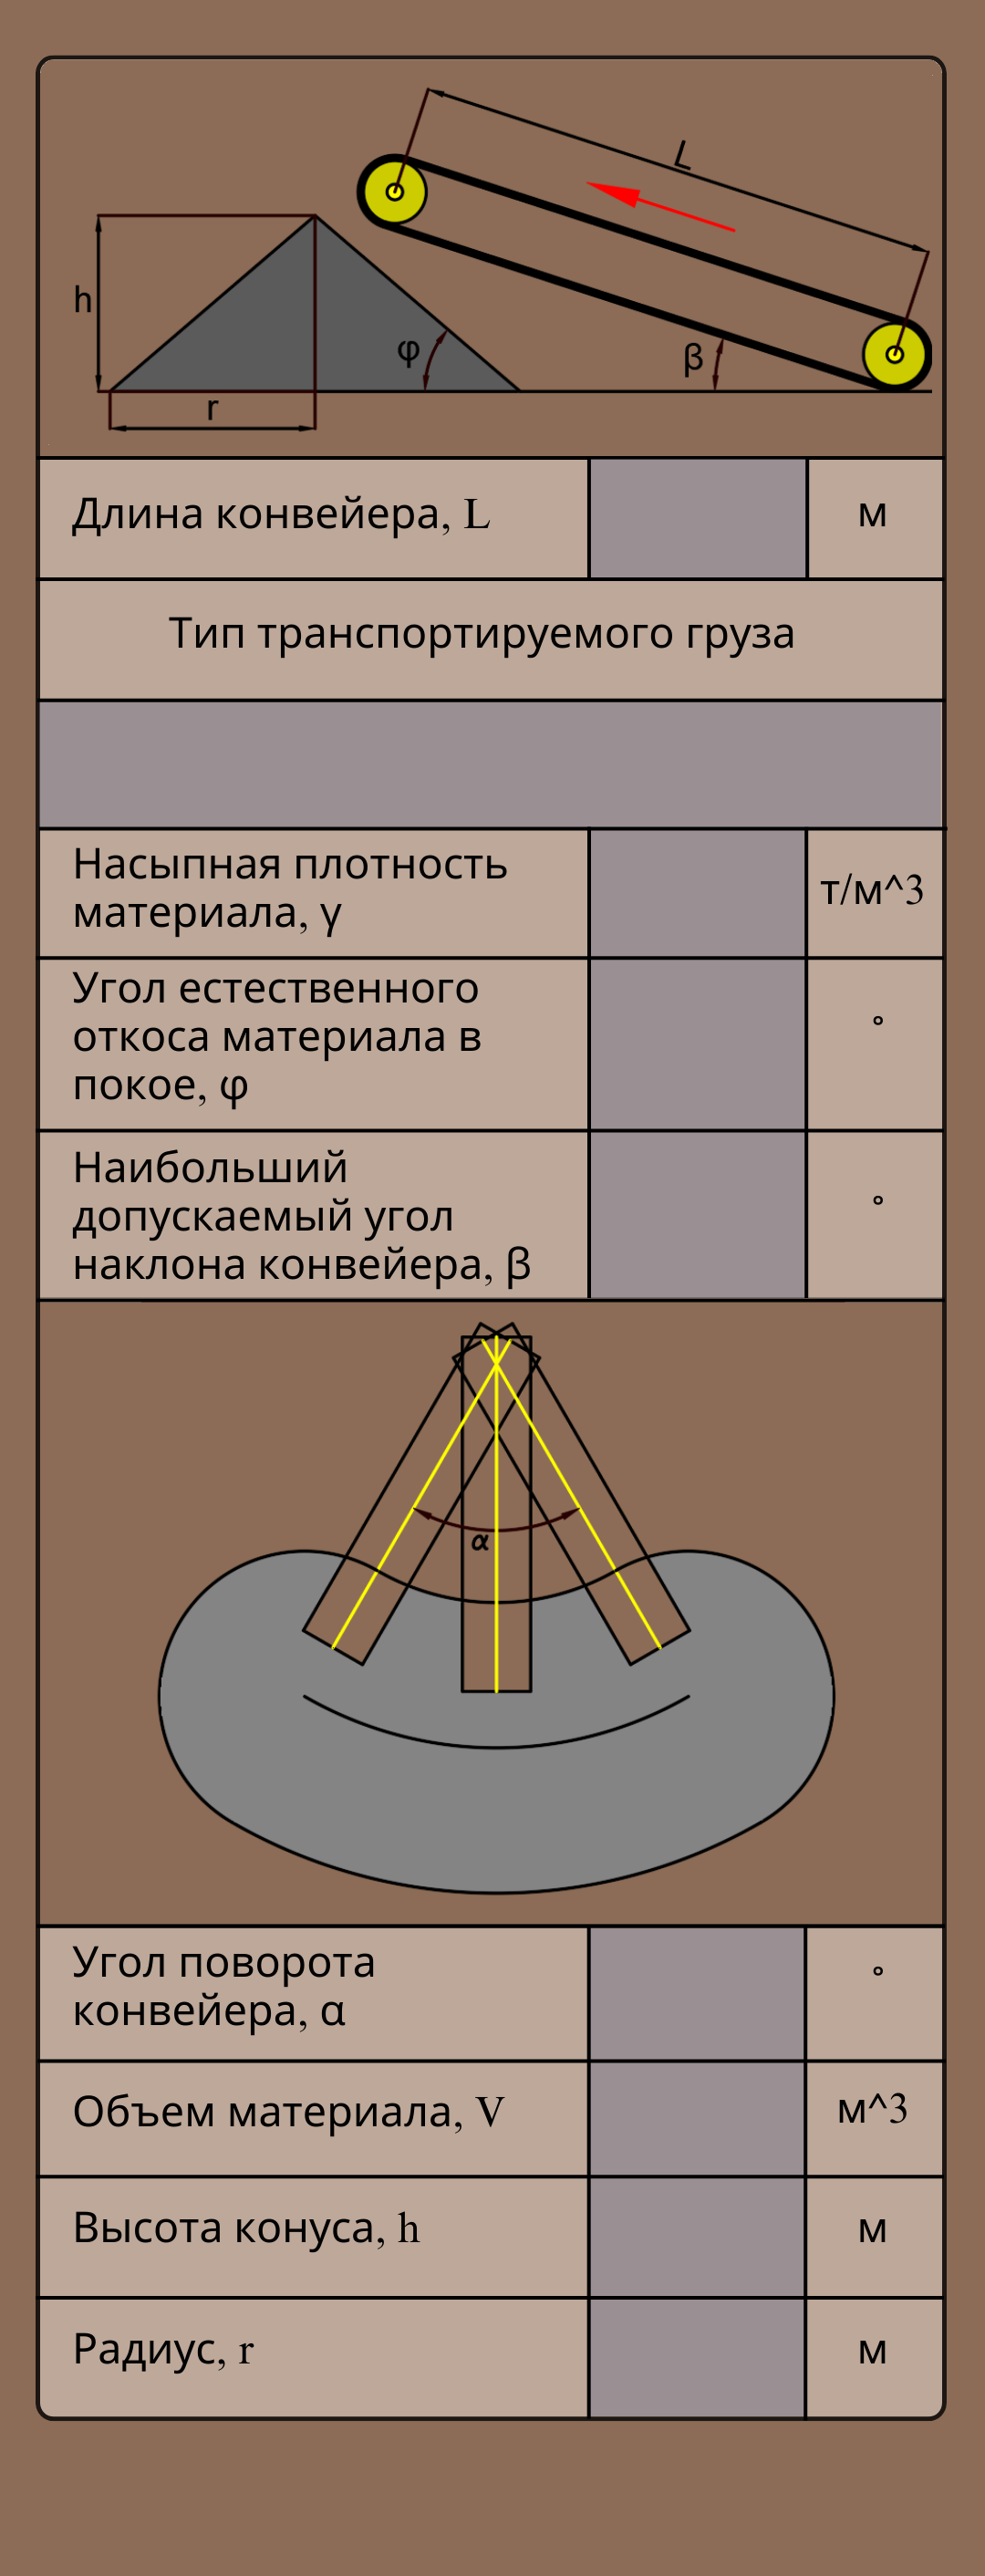 L
h
φ
β
r
Длина конвейера, L
м
Тип транспортируемого груза
Насыпная плотность
материала, γ
т/м^3
Угол естественного
откоса материала в
покое, φ
°
Наибольший
допускаемый угол
наклона конвейера, β
°
α
Угол поворота
конвейера, α
°
Объем материала, V
м^3
Высота конуса, h
м
Радиус, r
м